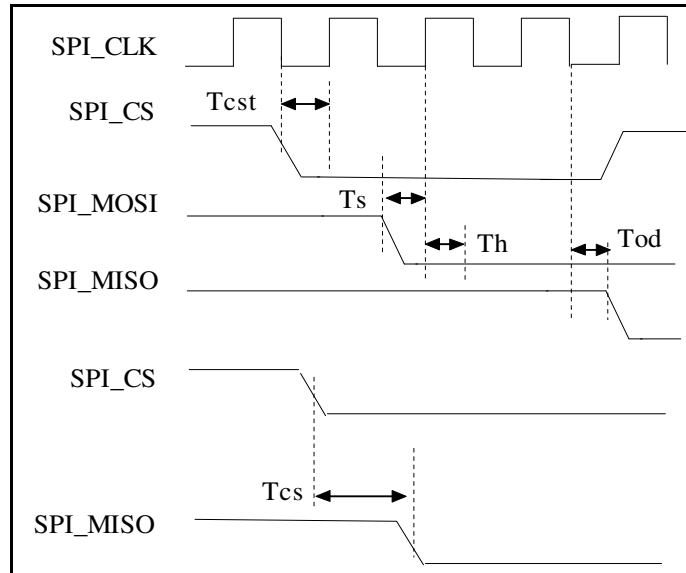 SPI_CLK
Tcst
SPI_CS
Ts
SPI_MOSI
Th
Tod
SPI_MISO
SPI_CS
Tcs
SPI_MISO